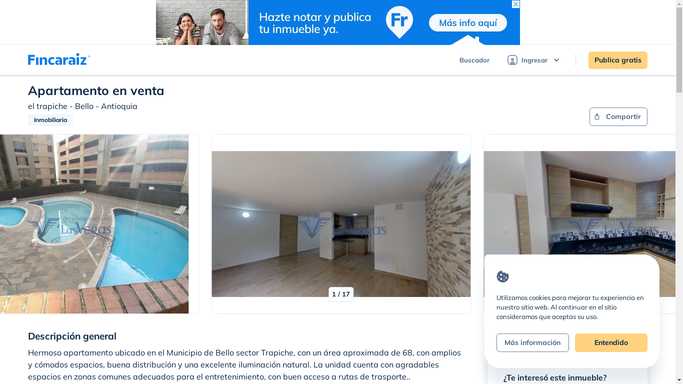 Hazte notar y publica
tu inmueble ya.
Fr
Más info aquí
Fincaraiz
Buscador
Ingresar
Publica gratis
Apartamento en venta
el trapiche - Bello - Antioquia
Inmobiliaria
Compartir
Las Vegas
1 / 17
Utilizamos cookies para mejorar tu experiencia en
nuestro sitio web. Al continuar en el sitio
consideramos que aceptas su uso.
Más información
Entendido
Descripción general
Hermoso apartamento ubicado en el Municipio de Bello sector Trapiche, con un área aproximada de 68, con amplios
y cómodos espacios, buena distribución y una excelente iluminación natural. La unidad cuenta con agradables
espacios en zonas comunes adecuados para el entretenimiento, con buen acceso a rutas de trasporte..
¿Te interesó este inmueble?